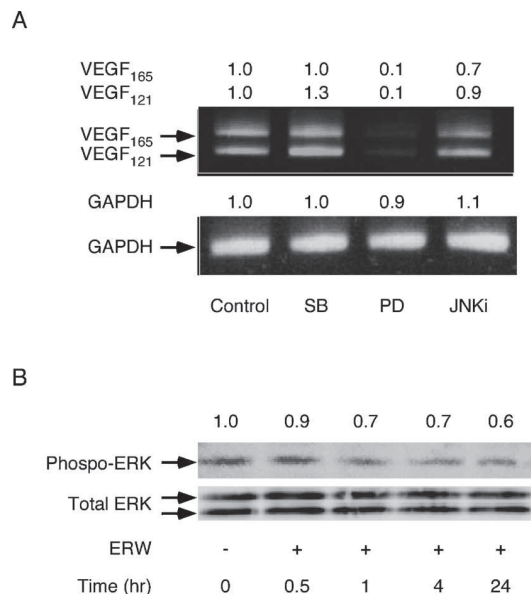 A
VEGF165 1.0 1.0 0.1 0.7
VEGF121 1.0 1.3 0.1 0.9
VEGF165
VEGF121
GAPDH 1.0 1.0 0.9 1.1
GAPDH
Control SB PD JNKi
B
1.0 0.9 0.7 0.7 0.6
Phospo-ERK
Total ERK
ERW - + + + +
Time (hr) 0 0.5 1 4 24